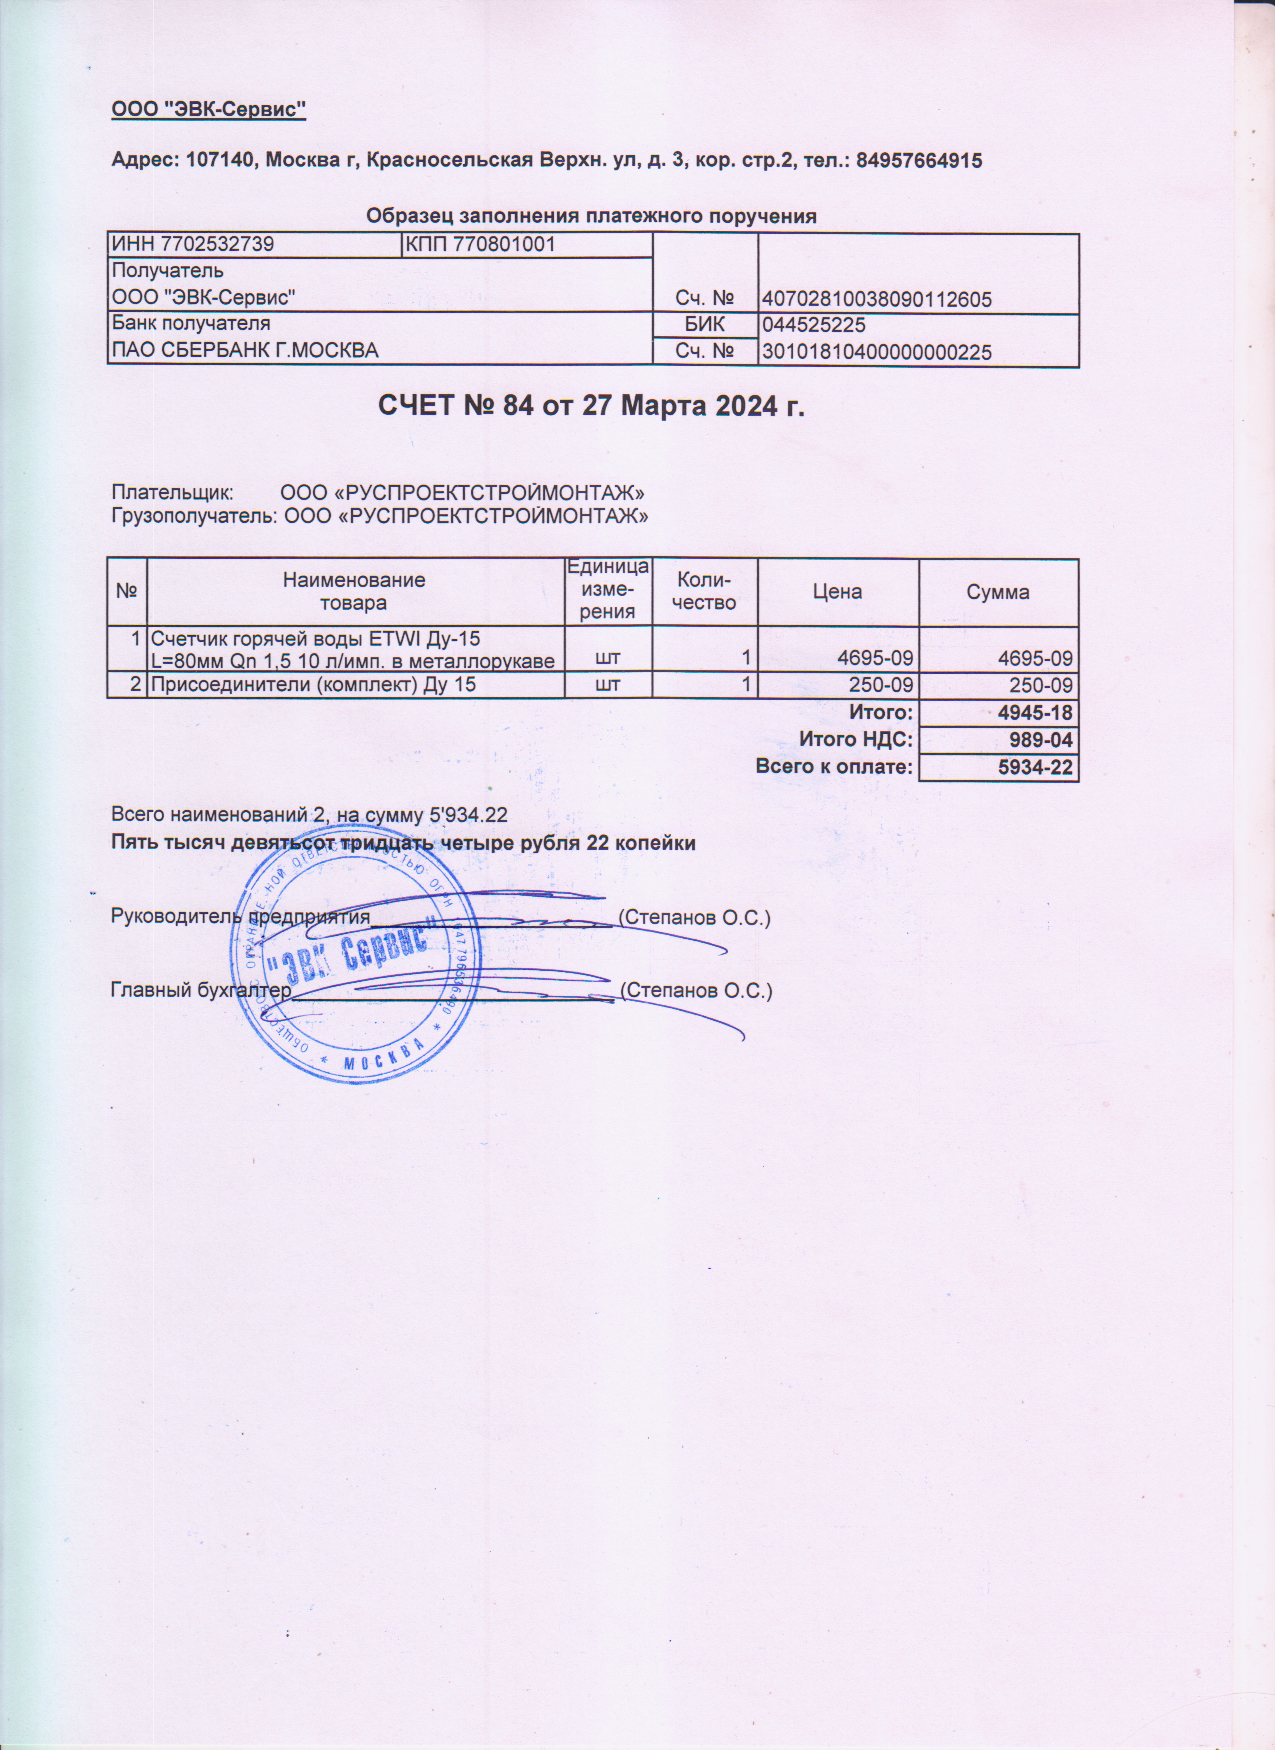 ООО "ЭВК-Сервис"
Адрес: 107140, Москва г, Красносельская Верхн. ул, д. 3, кор. стр.2, тел.: 84957664915
Образец заполнения платежного поручения
ИНН 7702532739 КПП 770801001
Получатель
ООО "ЭВК-Сервис" Сч. № 40702810038090112605
Банк получателя БИК 044525225
ПАО СБЕРБАНК Г.МОСКВА Сч. № 30101810400000000225
СЧЕТ № 84 от 27 Марта 2024 г.
Плательщик: ООО «РУСПРОЕКТСТРОЙМОНТАЖ»
Грузополучатель: ООО «РУСПРОЕКТСТРОЙМОНТАЖ»
№ Наименование товара Единица изме-рения Коли-чество Цена Сумма
1 Счетчик горячей воды ETWI Ду-15
L=80мм Qn 1,5 10 л/имп. в металлорукаве шт 1 4695-09 4695-09
2 Присоединители (комплект) Ду 15 шт 1 250-09 250-09
Итого: 4945-18
Итого НДС: 989-04
Всего к оплате: 5934-22
Всего наименований 2, на сумму 5'934.22
Пять тысяч девятьсот тридцать четыре рубля 22 копейки
Руководитель предприятия (Степанов О.С.)
Главный бухгалтер (Степанов О.С.)
"ЭВК Сервис"
* МОСКВА *